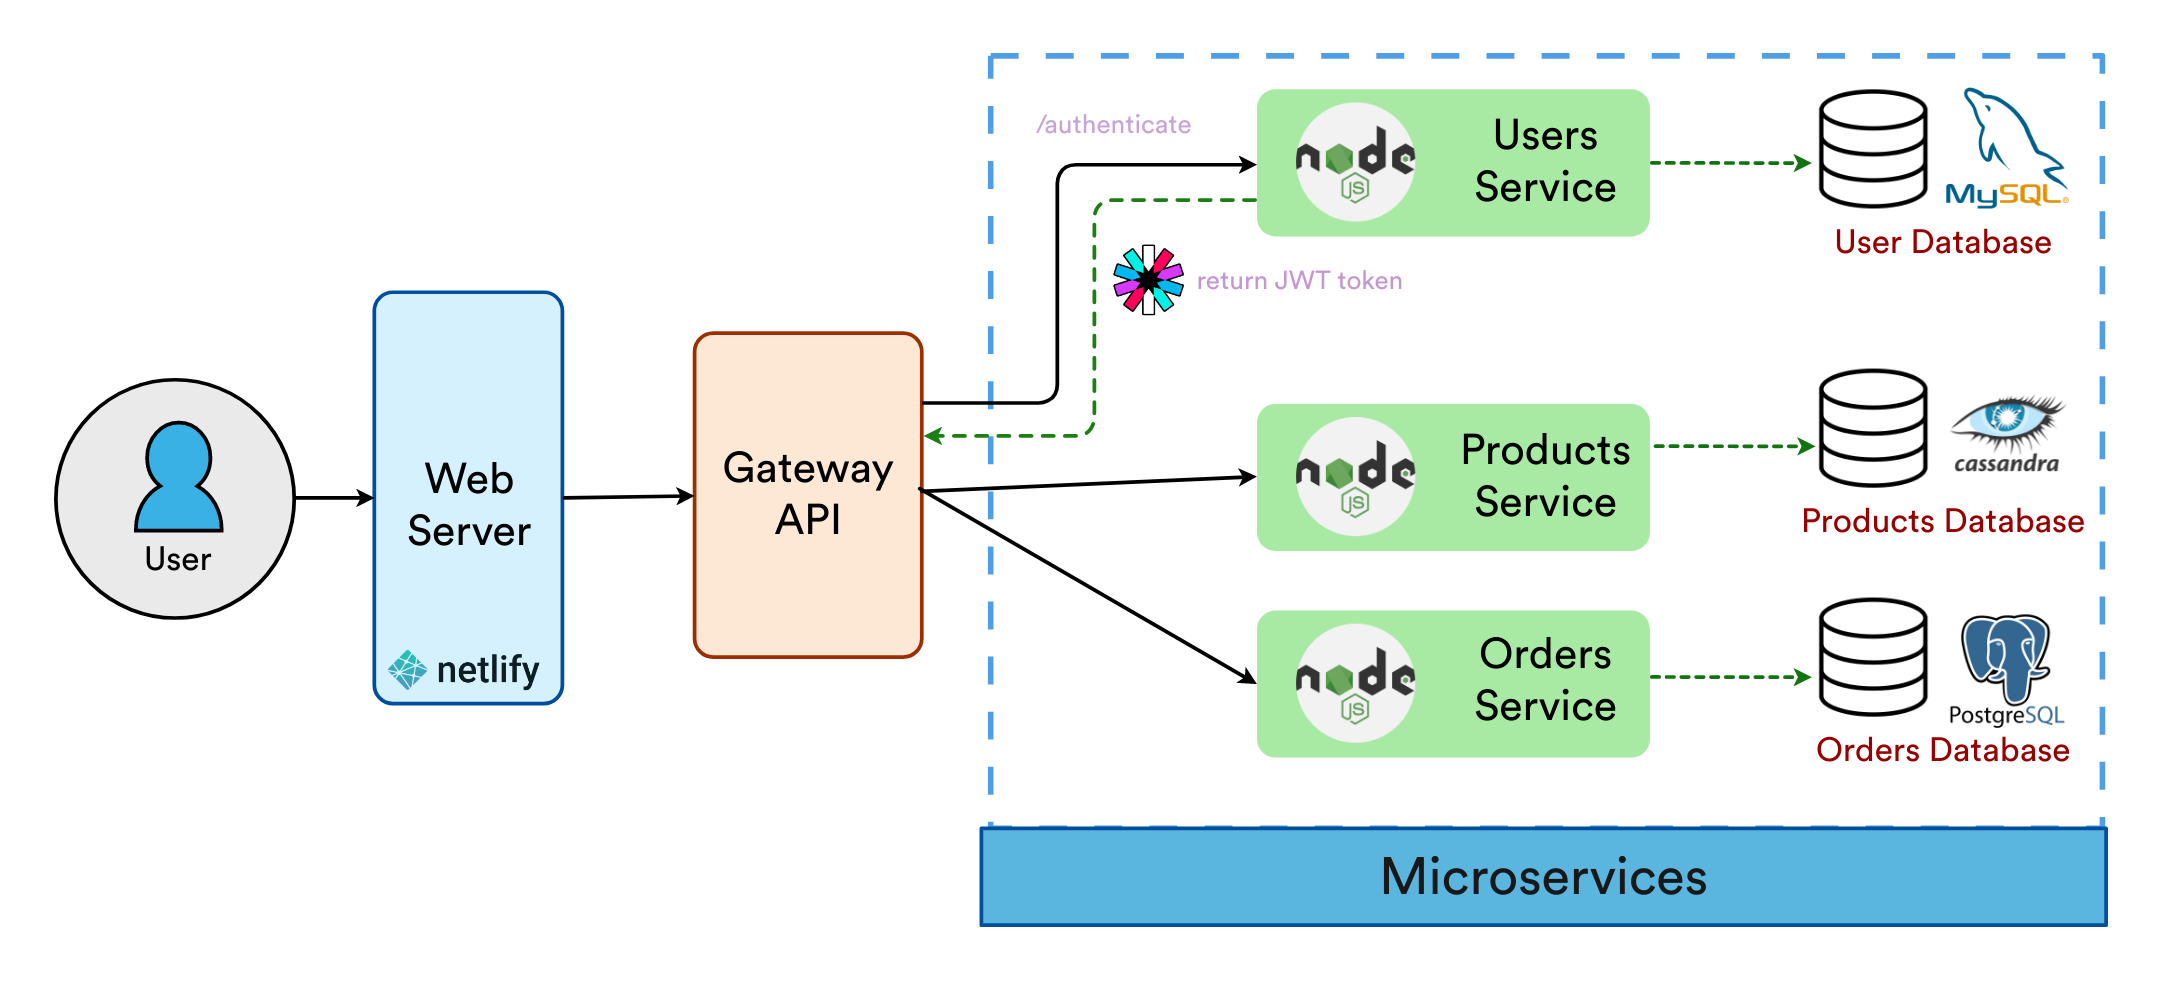 /authenticate
node
JS
Users
Service
MySQL
User Database
return JWT token
User
Web
Server
netlify
Gateway
API
node
JS
Products
Service
cassandra
Products Database
node
JS
Orders
Service
PostgreSQL
Orders Database
Microservices